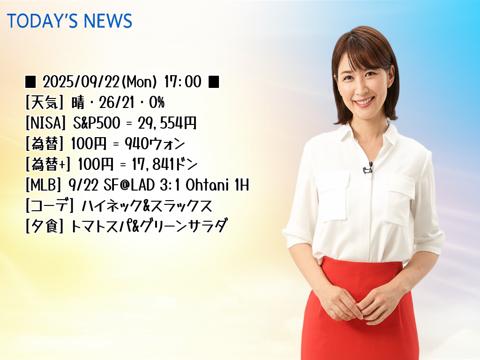 TODAY'S NEWS
■ 2025/09/22(Mon) 17:00 ■
[天気] 晴・26/21・0%
[NISA] S&P500 = 29,554円
[為替] 100円 = 940ウォン
[為替+] 100円 = 17,841ドン
[MLB] 9/22 SF@LAD 3:1 Ohtani 1H
[コーデ] ハイネック&スラックス
[夕食] トマトスパ&グリーンサラダ